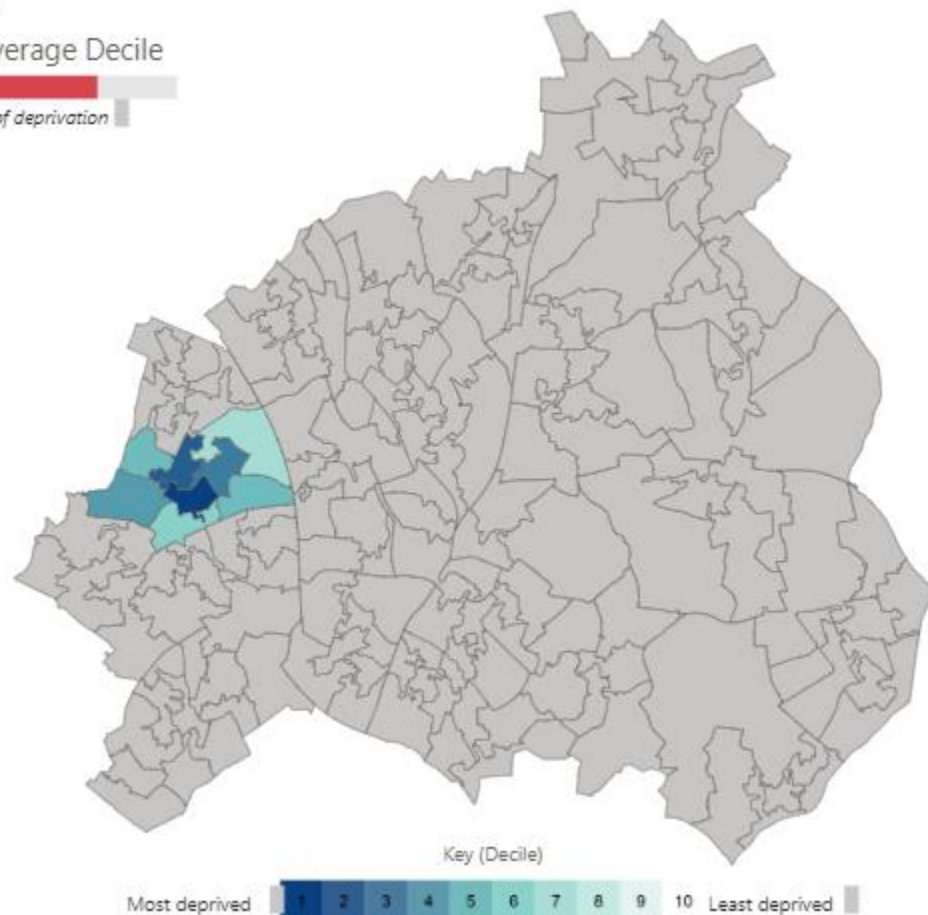 verage Decile
of deprivation
Key (Decile)
Most deprived 1 2 3 4 5 6 7 8 9 10 Least deprived